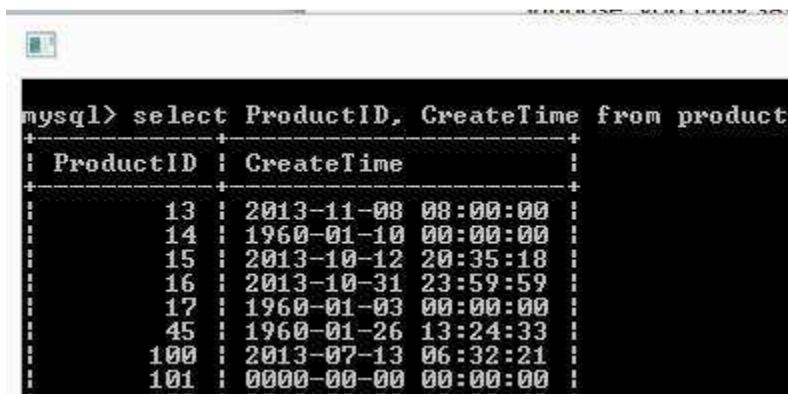 mysql> select ProductID, CreateTime from product
+-----------+---------------------+
| ProductID | CreateTime          |
+-----------+---------------------+
|        13 | 2013-11-08 08:00:00 |
|        14 | 1960-01-10 00:00:00 |
|        15 | 2013-10-12 20:35:18 |
|        16 | 2013-10-31 23:59:59 |
|        17 | 1960-01-03 00:00:00 |
|        45 | 1960-01-26 13:24:33 |
|       100 | 2013-07-13 06:32:21 |
|       101 | 0000-00-00 00:00:00 |